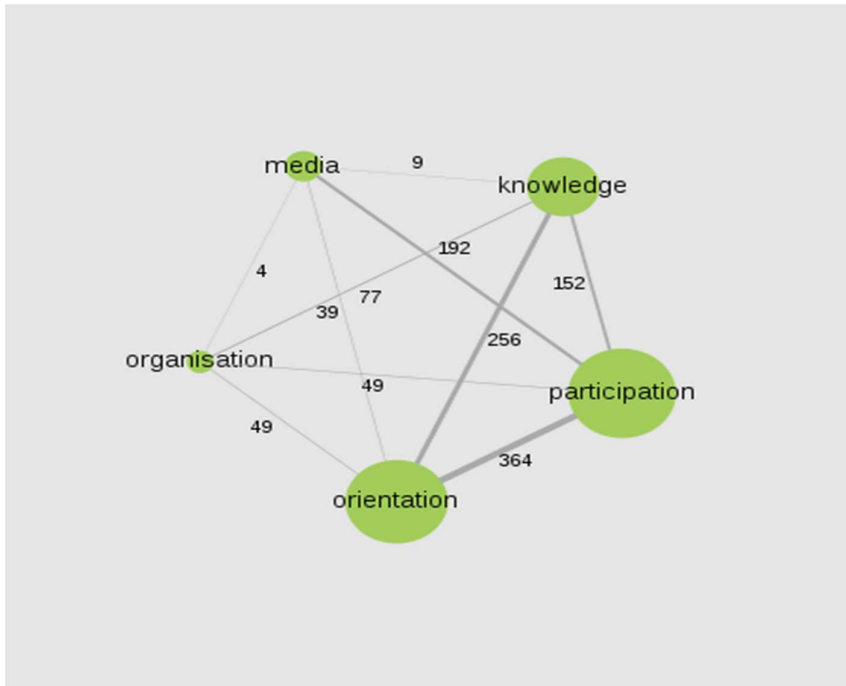 media
9
knowledge
192
4
77
152
39
256
organisation
49
participation
49
364
orientation